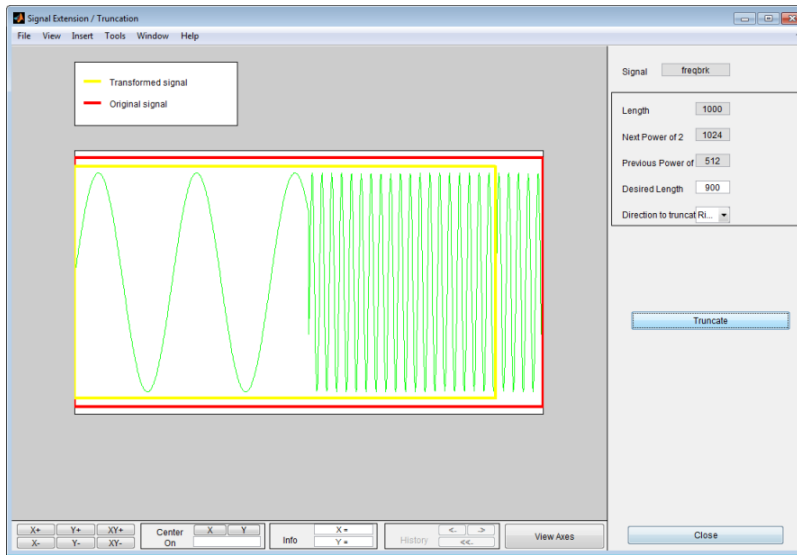 Signal Extension / Truncation
File View Insert Tools Window Help
Transformed signal
Original signal
Signal freqbrk
Length 1000
Next Power of 2 1024
Previous Power of 512
Desired Length 900
Direction to truncat Ri...
Truncate
X+ Y+ XY+
X- Y- XY-
Center
On
X Y
Info
X =
Y =
History
<- ->
<<-
View Axes
Close